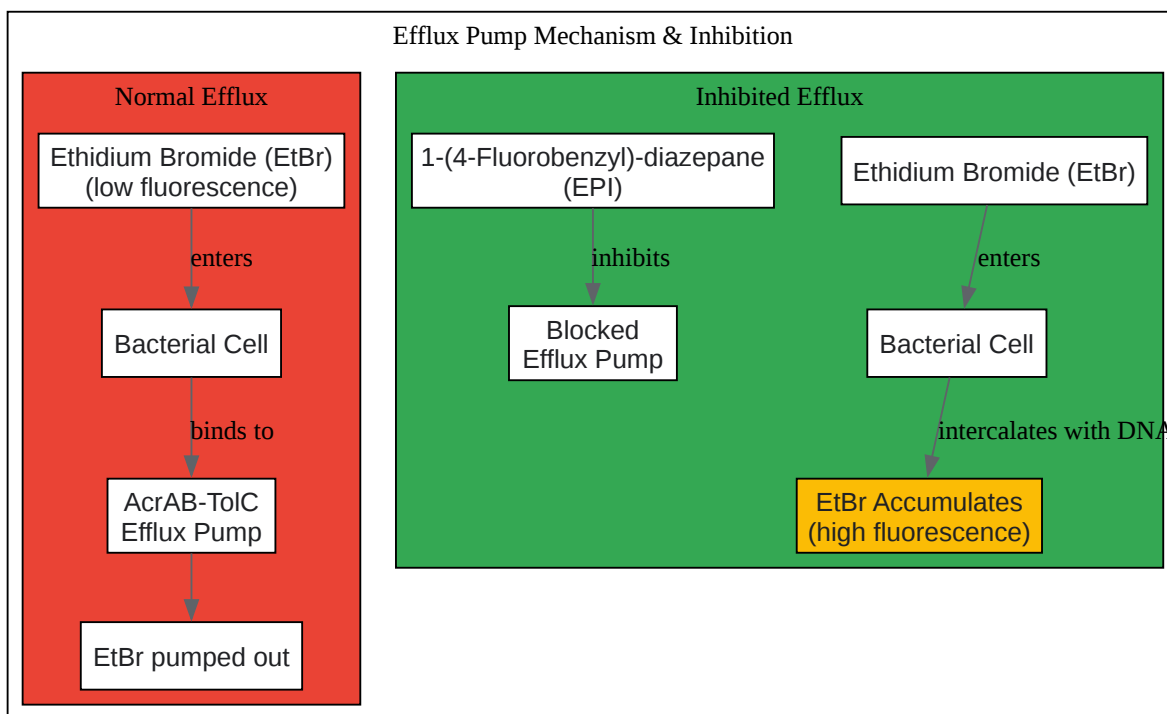 Efflux Pump Mechanism & Inhibition
Normal Efflux
Ethidium Bromide (EtBr)
(low fluorescence)
enters
Bacterial Cell
binds to
AcrAB-TolC
Efflux Pump
EtBr pumped out
Inhibited Efflux
1-(4-Fluorobenzyl)-diazepane
(EPI)
inhibits
Blocked
Efflux Pump
Ethidium Bromide (EtBr)
enters
Bacterial Cell
intercalates with DNA
EtBr Accumulates
(high fluorescence)